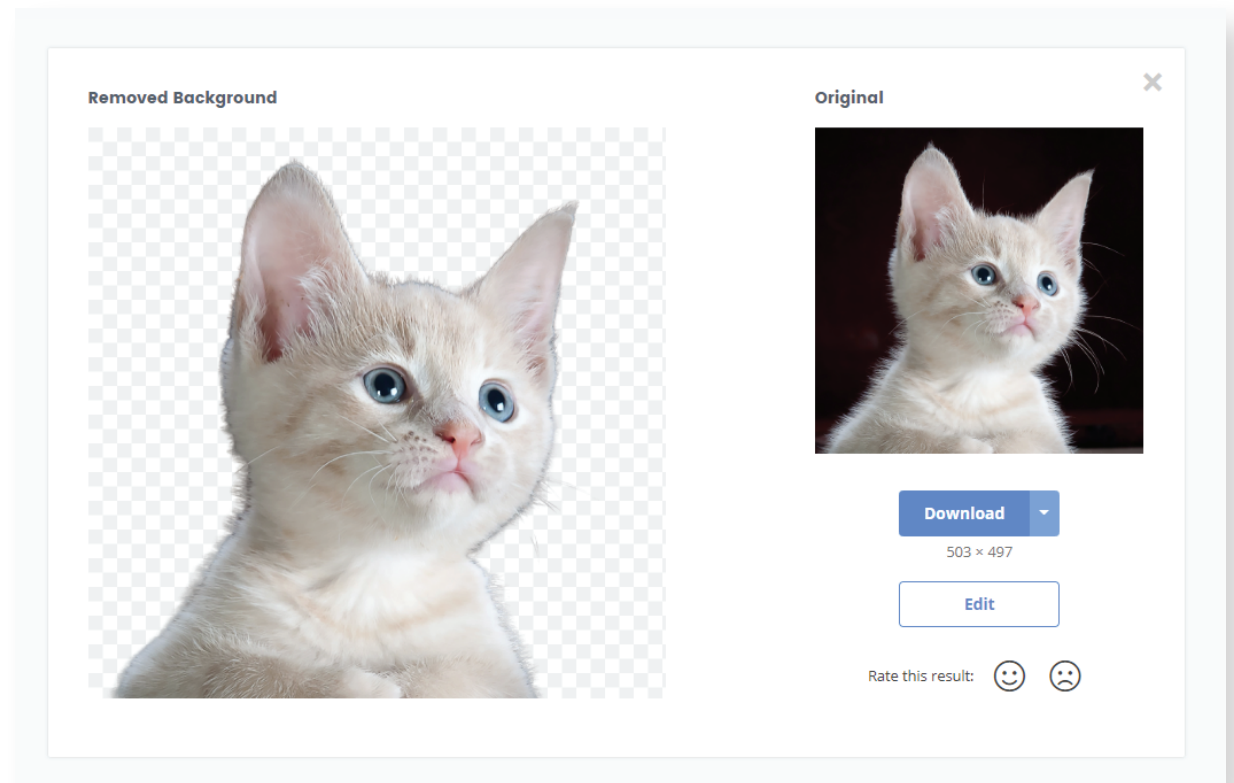 Removed Background
Original
Download
503 × 497
Edit
Rate this result: